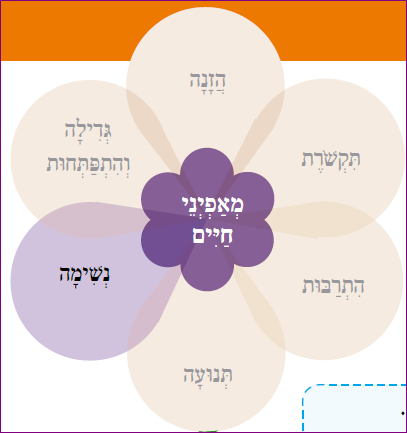 הֲזָנָה
גְּדִילָה
וְהִתְפַּתְּחוּת
תִּקְשֹׁרֶת
מְאַפְיְנֵי
חַיִּים
נְשִׁימָה
הִתְרַבּוּת
תְּנוּעָה